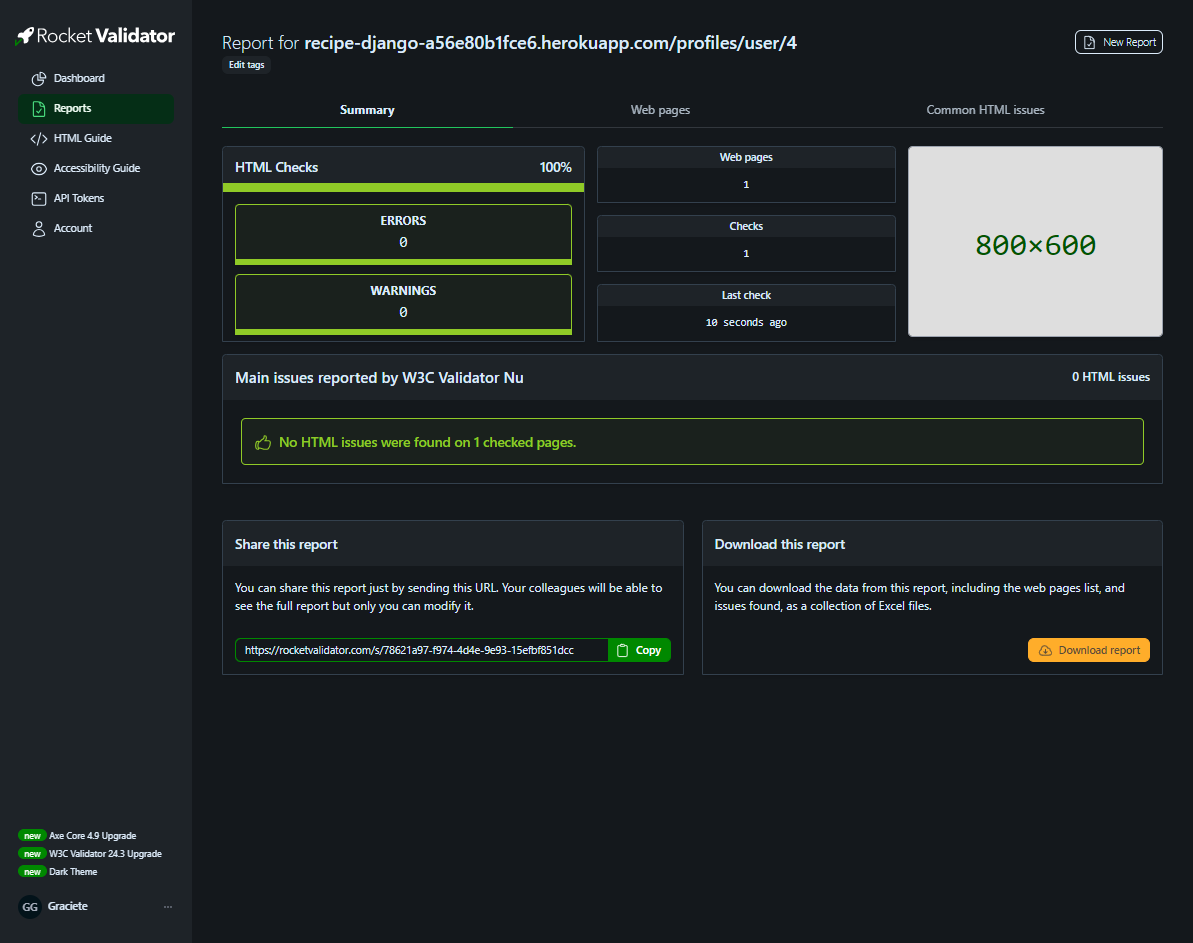 Rocket Validator
Dashboard
Reports
HTML Guide
Accessibility Guide
API Tokens
Account
new Axe Core 4.9 Upgrade
new W3C Validator 24.3 Upgrade
new Dark Theme
GG Graciete ...
Report for recipe-django-a56e80b1fce6.herokuapp.com/profiles/user/4
New Report
Edit tags
Summary
Web pages
Common HTML issues
HTML Checks 100%
ERRORS
0
WARNINGS
0
Web pages
1
Checks
1
Last check
10 seconds ago
800×600
Main issues reported by W3C Validator Nu
0 HTML issues
No HTML issues were found on 1 checked pages.
Share this report
You can share this report just by sending this URL. Your colleagues will be able to
see the full report but only you can modify it.
https://rocketvalidator.com/s/78621a97-f974-4d4e-9e93-15efbf851dcc
Copy
Download this report
You can download the data from this report, including the web pages list, and
issues found, as a collection of Excel files.
Download report